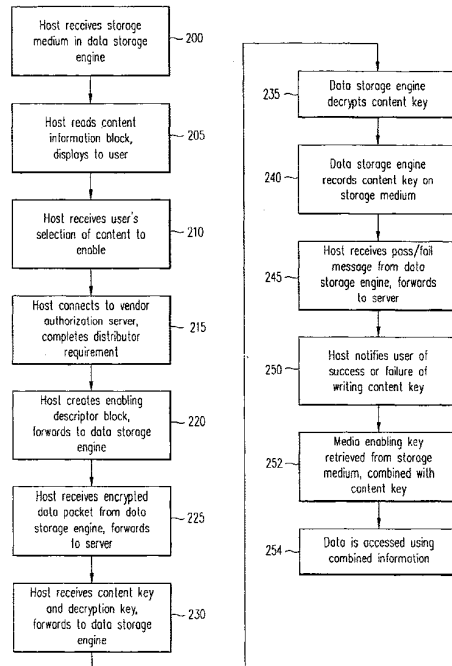 Host receives storage
medium in data storage
engine
200
Host reads content
information block,
displays to user
205
Host receives user's
selection of content to
enable
210
Host connects to vendor
authorization server,
completes distributor
requirement
215
Host creates enabling
descriptor block,
forwards to data storage
engine
220
Host receives encrypted
data packet from data
storage engine, forwards
to server
225
Host receives content
key and decryption key,
forwards to data storage
engine
230
235
Data storage engine
decrypts content key
240
Data storage engine
records content key on
storage medium
245
Host receives pass/fail
message from data
storage engine, forwards
to server
250
Host notifies user of
success or failure of
writing content key
252
Media enabling key
retrieved from storage
medium, combined with
content key
254
Data is accessed using
combined information